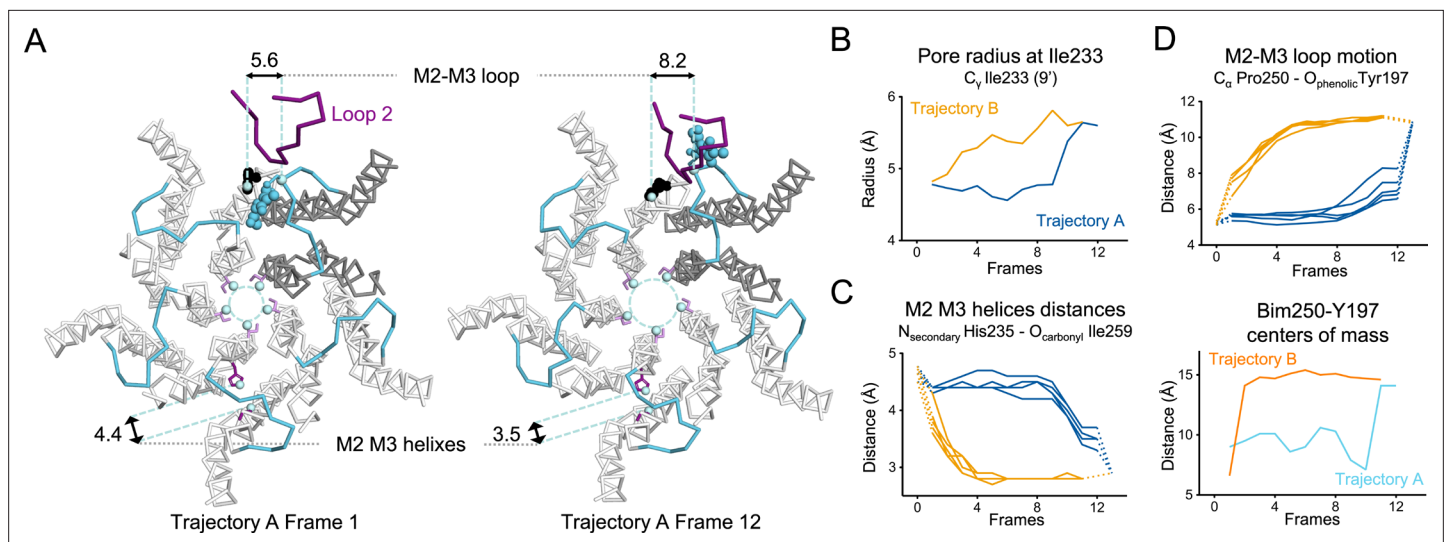 A
5.6
M2-M3 loop
8.2
Loop 2
4.4
M2 M3 helixes
3.5
Trajectory A Frame 1
Trajectory A Frame 12
B
Pore radius at Ile233
Cγ Ile233 (9')
Trajectory B
Trajectory A
Radius (Å)
6
5
4
0 4 8 12
Frames
C
M2 M3 helices distances
Nsecondary His235 - Ocarbonyl Ile259
Distance (Å)
5
4
3
0 4 8 12
Frames
D
M2-M3 loop motion
Cα Pro250 - Ophenolic Tyr197
Distance (Å)
12
10
8
6
4
0 4 8 12
Frames
Bim250-Y197
centers of mass
Trajectory B
Trajectory A
Distance (Å)
15
10
5
0 4 8 12
Frames